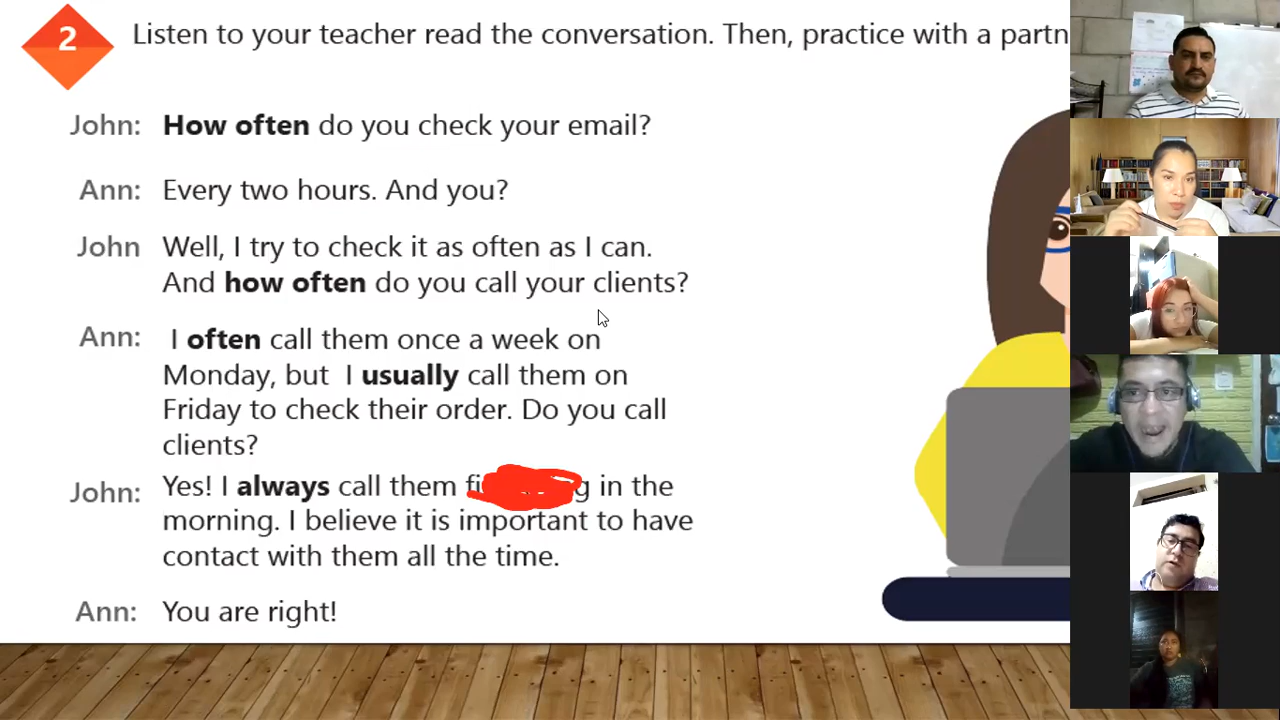 2 Listen to your teacher read the conversation. Then, practice with a partn
John: How often do you check your email?
Ann: Every two hours. And you?
John Well, I try to check it as often as I can.
And how often do you call your clients?
Ann: I often call them once a week on
Monday, but I usually call them on
Friday to check their order. Do you call
clients?
John: Yes! I always call them in the
morning. I believe it is important to have
contact with them all the time.
Ann: You are right!